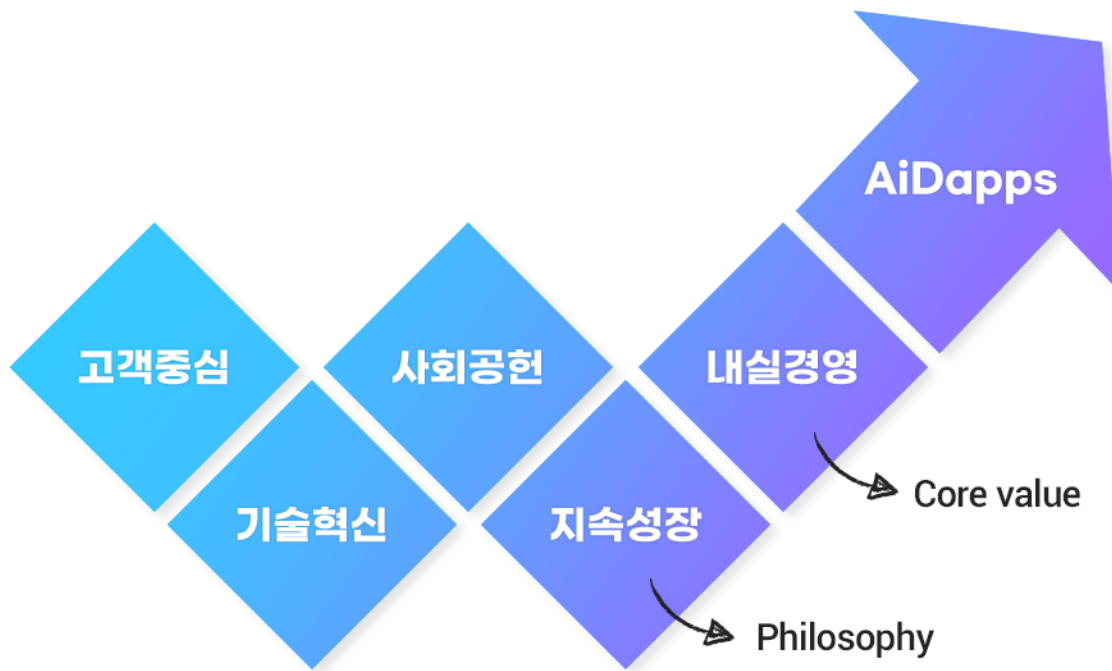 AiDapps
고객중심
사회공헌
내실경영
기술혁신
지속성장
Core value
Philosophy